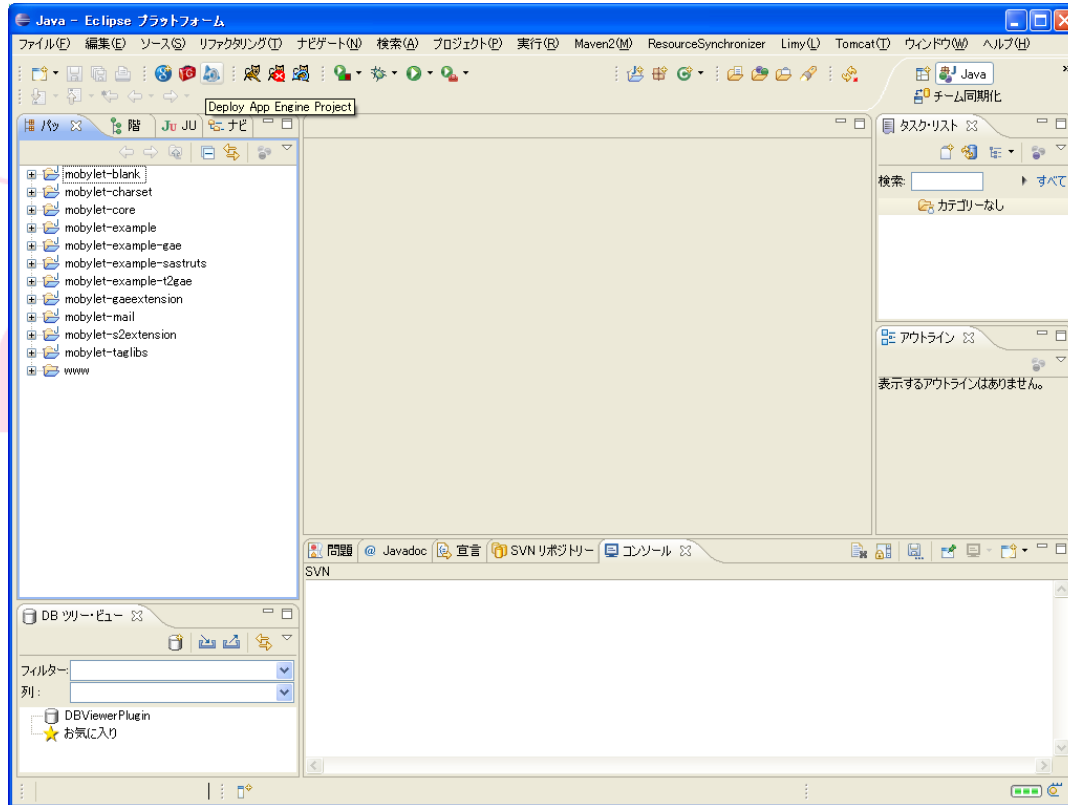 Java - Eclipse プラットフォーム
ファイル(F) 編集(E) ソース(S) リファクタリング(T) ナビゲート(N) 検索(A) プロジェクト(P) 実行(R) Maven2(M) ResourceSynchronizer Limy(L) Tomcat(T) ウィンドウ(W) ヘルプ(H)
Java
チーム同期化
Deploy App Engine Project
パッ 階 Ju JU ナビ
mobylet-blank
mobylet-charset
mobylet-core
mobylet-example
mobylet-example-gae
mobylet-example-sastruts
mobylet-example-t2gae
mobylet-gaeextension
mobylet-mail
mobylet-s2extension
mobylet-taglibs
www
タスク・リスト
検索:
すべて
カテゴリーなし
アウトライン
表示するアウトラインはありません。
問題 @ Javadoc 宣言 SVN リポジトリー コンソール
SVN
DB ツリー・ビュー
フィルター:
列:
DBViewerPlugin
お気に入り